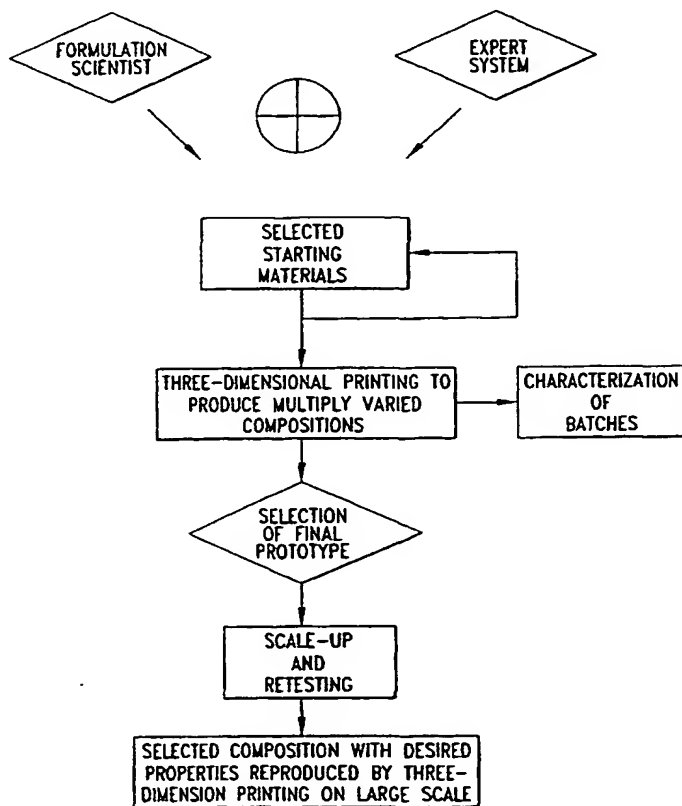 FORMULATION
SCIENTIST
EXPERT
SYSTEM
SELECTED
STARTING
MATERIALS
THREE-DIMENSIONAL PRINTING TO
PRODUCE MULTIPLY VARIED
COMPOSITIONS
CHARACTERIZATION
OF
BATCHES
SELECTION
OF FINAL
PROTOTYPE
SCALE-UP
AND
RETESTING
SELECTED COMPOSITION WITH DESIRED
PROPERTIES REPRODUCED BY THREE-
DIMENSION PRINTING ON LARGE SCALE